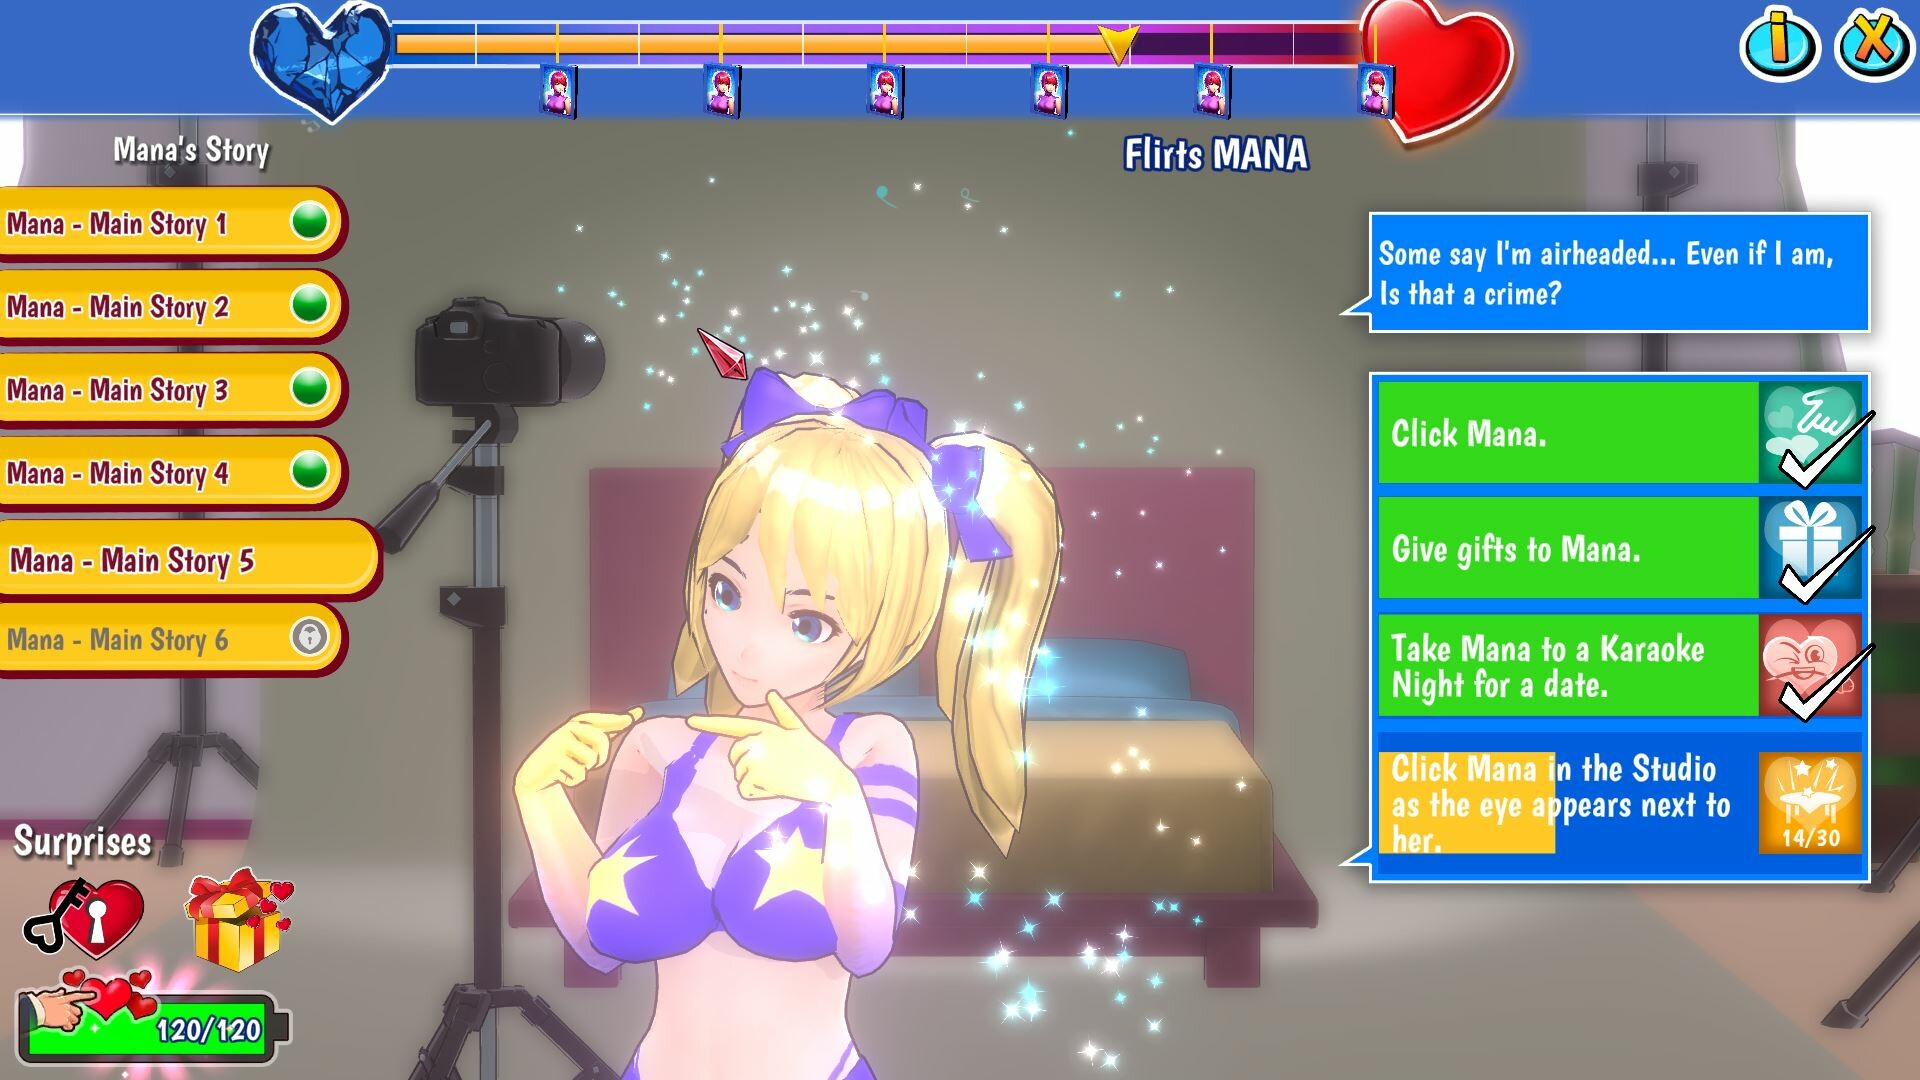 Mana's Story
Flirts MANA
Mana - Main Story 1
Mana - Main Story 2
Mana - Main Story 3
Mana - Main Story 4
Mana - Main Story 5
Mana - Main Story 6
Some say I'm airheaded... Even if I am,
Is that a crime?
Click Mana.
Give gifts to Mana.
Take Mana to a Karaoke
Night for a date.
Click Mana in the Studio
as the eye appears next to
her.
14/30
Surprises
120/120